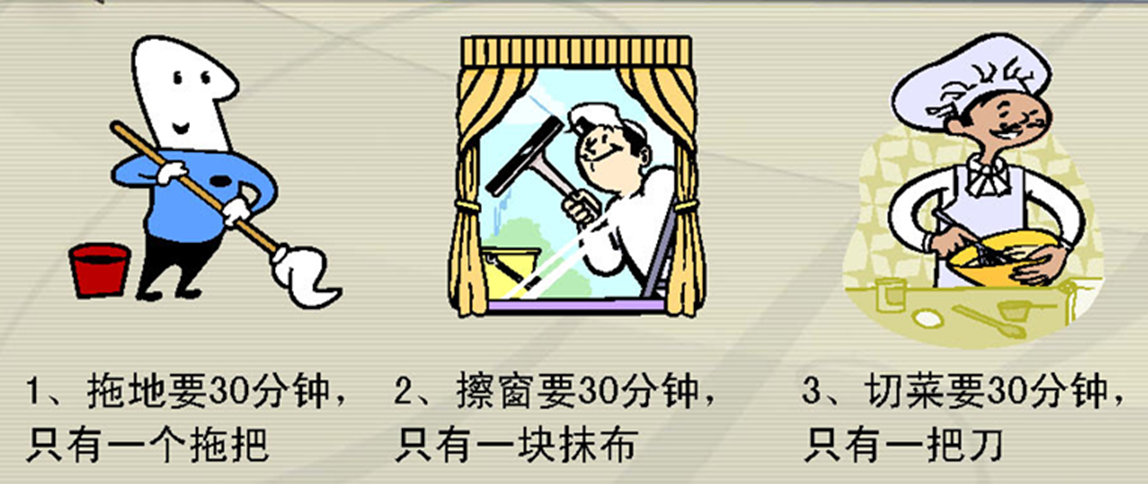 1、拖地要30分钟，
只有一个拖把
2、擦窗要30分钟，
只有一块抹布
3、切菜要30分钟，
只有一把刀